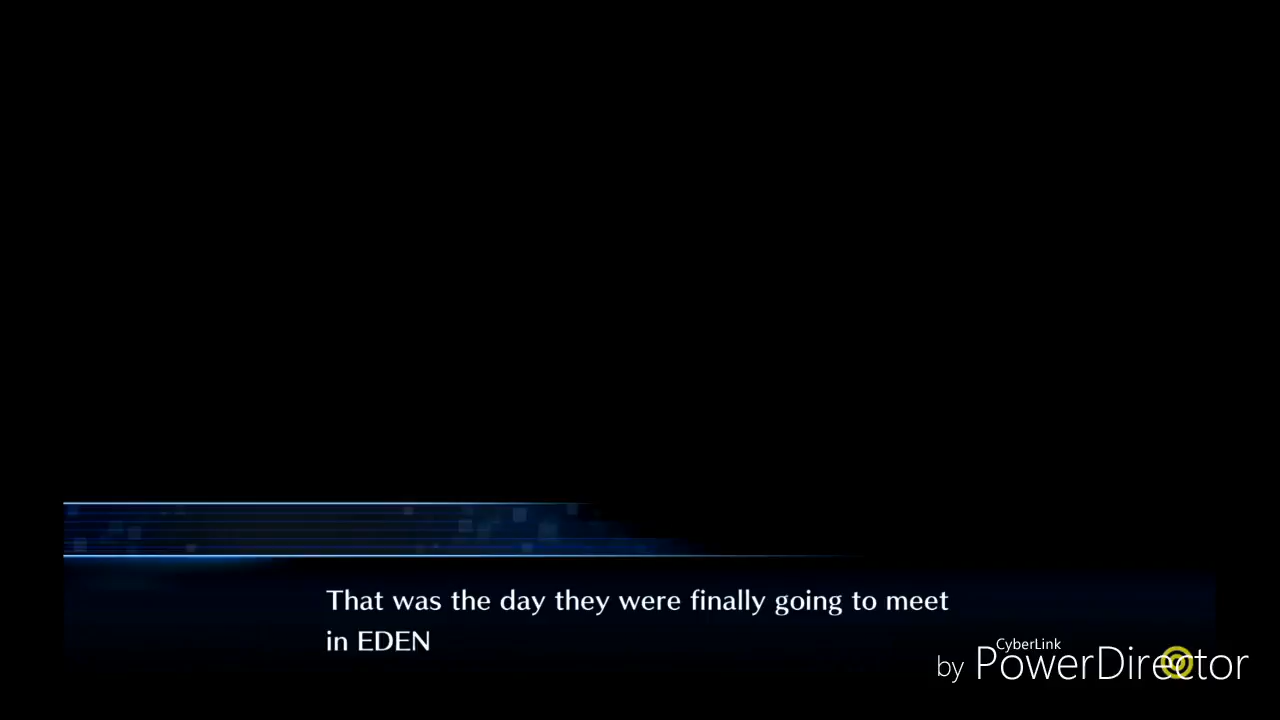 That was the day they were finally going to meet
in EDEN
CyberLink
by PowerDirector